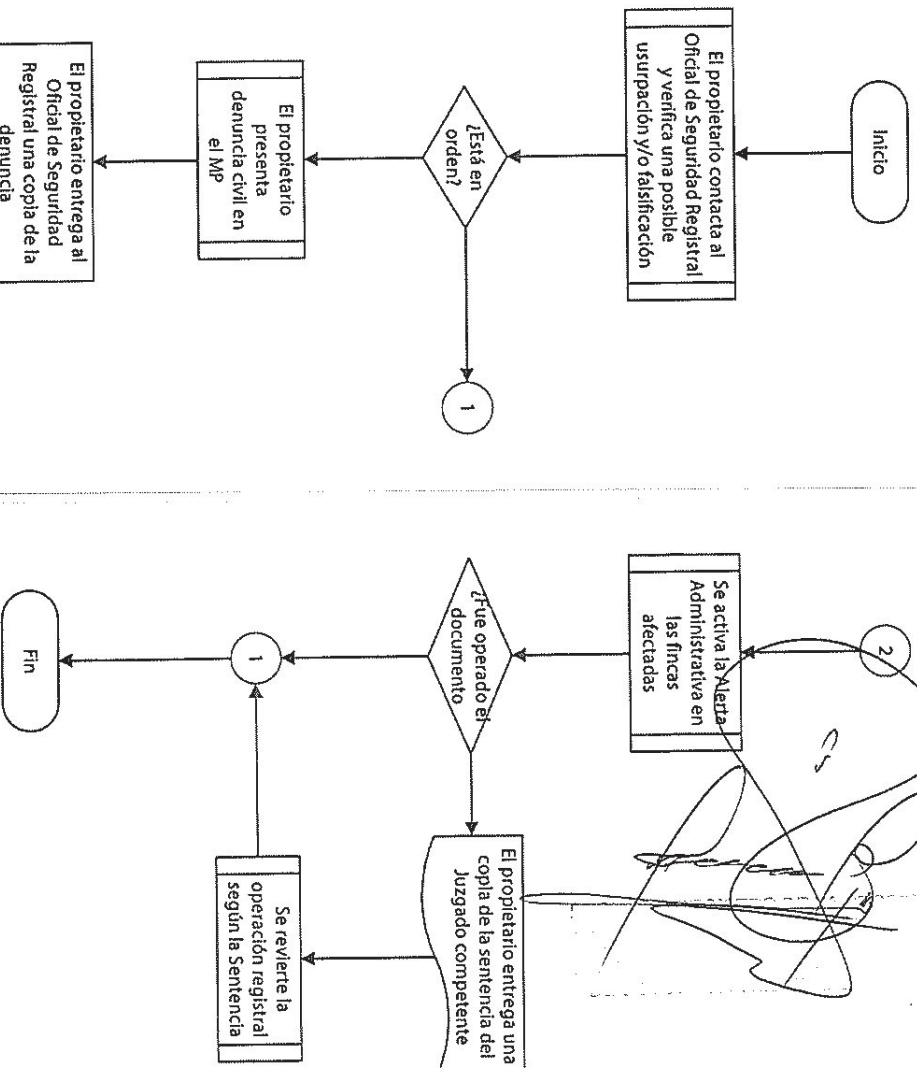 Inicio
El propietario contacta al
Oficial de Seguridad Registral
y verifica una posible
usurpación y/o falsificación
¿Está en
orden?
1
El propietario
presenta
denuncia civil en
el MP
El propietario entrega al
Oficial de Seguridad
Registral una copia de la
denuncia
2
Se activa la Alerta
Administrativa en
las fincas
afectadas
¿Fue operado el
documento
El propietario entrega una
copia de la sentencia del
Juzgado competente
Se revierte la
operación registral
según la Sentencia
1
Fin